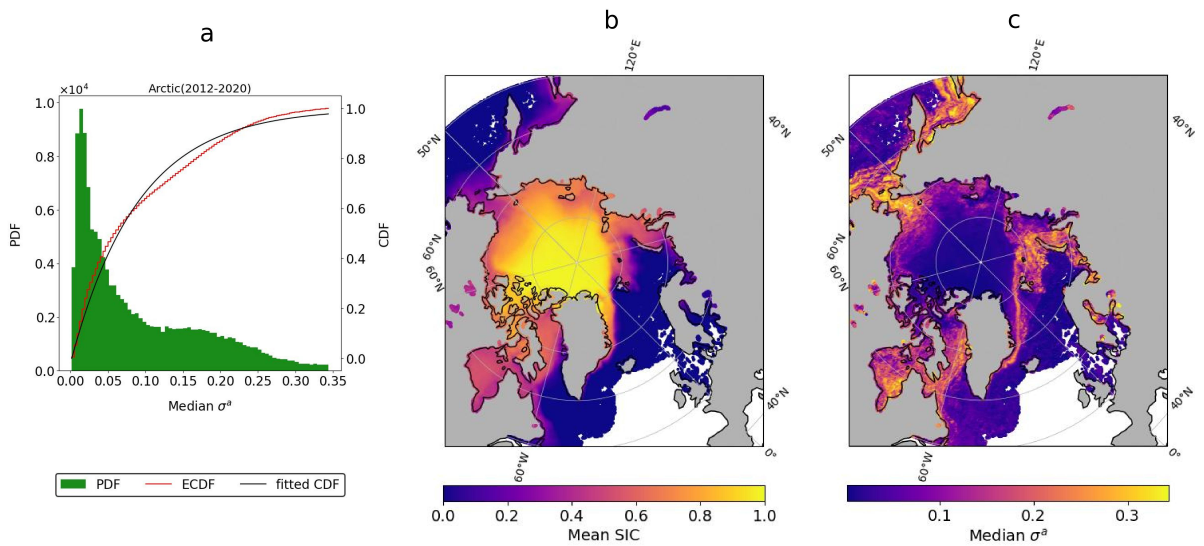 a
×10⁴
Arctic(2012-2020)
1.0
0.8
0.6
0.4
0.2
0.0
PDF
1.0
0.8
0.6
0.4
0.2
0.0
CDF
0.00 0.05 0.10 0.15 0.20 0.25 0.30 0.35
Median σᵃ
PDF ECDF fitted CDF
b
120°E
50°N
40°N
60°N
60°N
40°N
60°W
0°
0.0 0.2 0.4 0.6 0.8 1.0
Mean SIC
c
120°E
50°N
40°N
60°N
60°N
40°N
60°W
0°
0.1 0.2 0.3
Median σᵃ